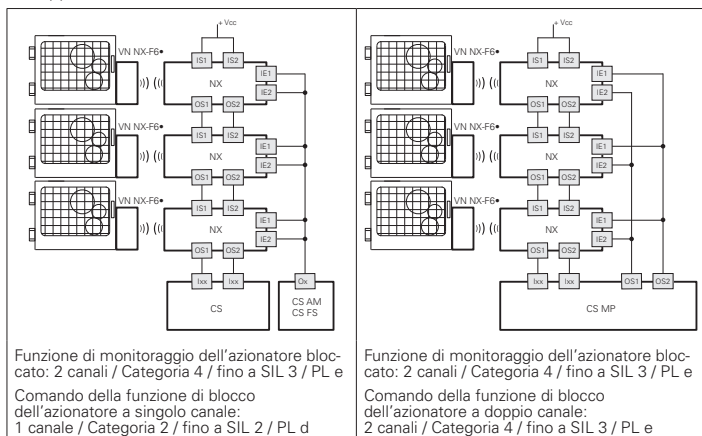 + Vcc
VN NX-F6•
IS1 IS2
IE1
NX
IE2
OS1 OS2
VN NX-F6•
IS1 IS2
IE1
NX
IE2
OS1 OS2
VN NX-F6•
IS1 IS2
IE1
NX
IE2
OS1 OS2
Ixx Ixx
Ox
CS
CS AM
CS FS
Funzione di monitoraggio dell'azionatore bloc-
cato: 2 canali / Categoria 4 / fino a SIL 3 / PL e
Comando della funzione di blocco
dell'azionatore a singolo canale:
1 canale / Categoria 2 / fino a SIL 2 / PL d
+ Vcc
VN NX-F6•
IS1 IS2
IE1
NX
IE2
OS1 OS2
VN NX-F6•
IS1 IS2
IE1
NX
IE2
OS1 OS2
VN NX-F6•
IS1 IS2
IE1
NX
IE2
OS1 OS2
Ixx Ixx
OS1 OS2
CS MP
Funzione di monitoraggio dell'azionatore bloc-
cato: 2 canali / Categoria 4 / fino a SIL 3 / PL e
Comando della funzione di blocco
dell'azionatore a doppio canale:
2 canali / Categoria 4 / fino a SIL 3 / PL e